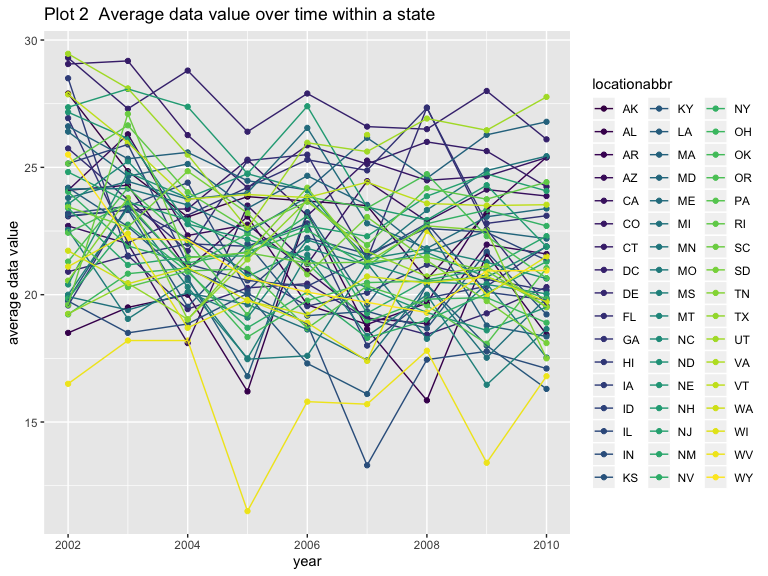 Plot 2  Average data value over time within a state
average data value
30
25
20
15
2002
2004
2006
2008
2010
year
locationabbr
AK
AL
AR
AZ
CA
CO
CT
DC
DE
FL
GA
HI
IA
ID
IL
IN
KS
KY
LA
MA
MD
ME
MI
MN
MO
MS
MT
NC
ND
NE
NH
NJ
NM
NV
NY
OH
OK
OR
PA
RI
SC
SD
TN
TX
UT
VA
VT
WA
WI
WV
WY